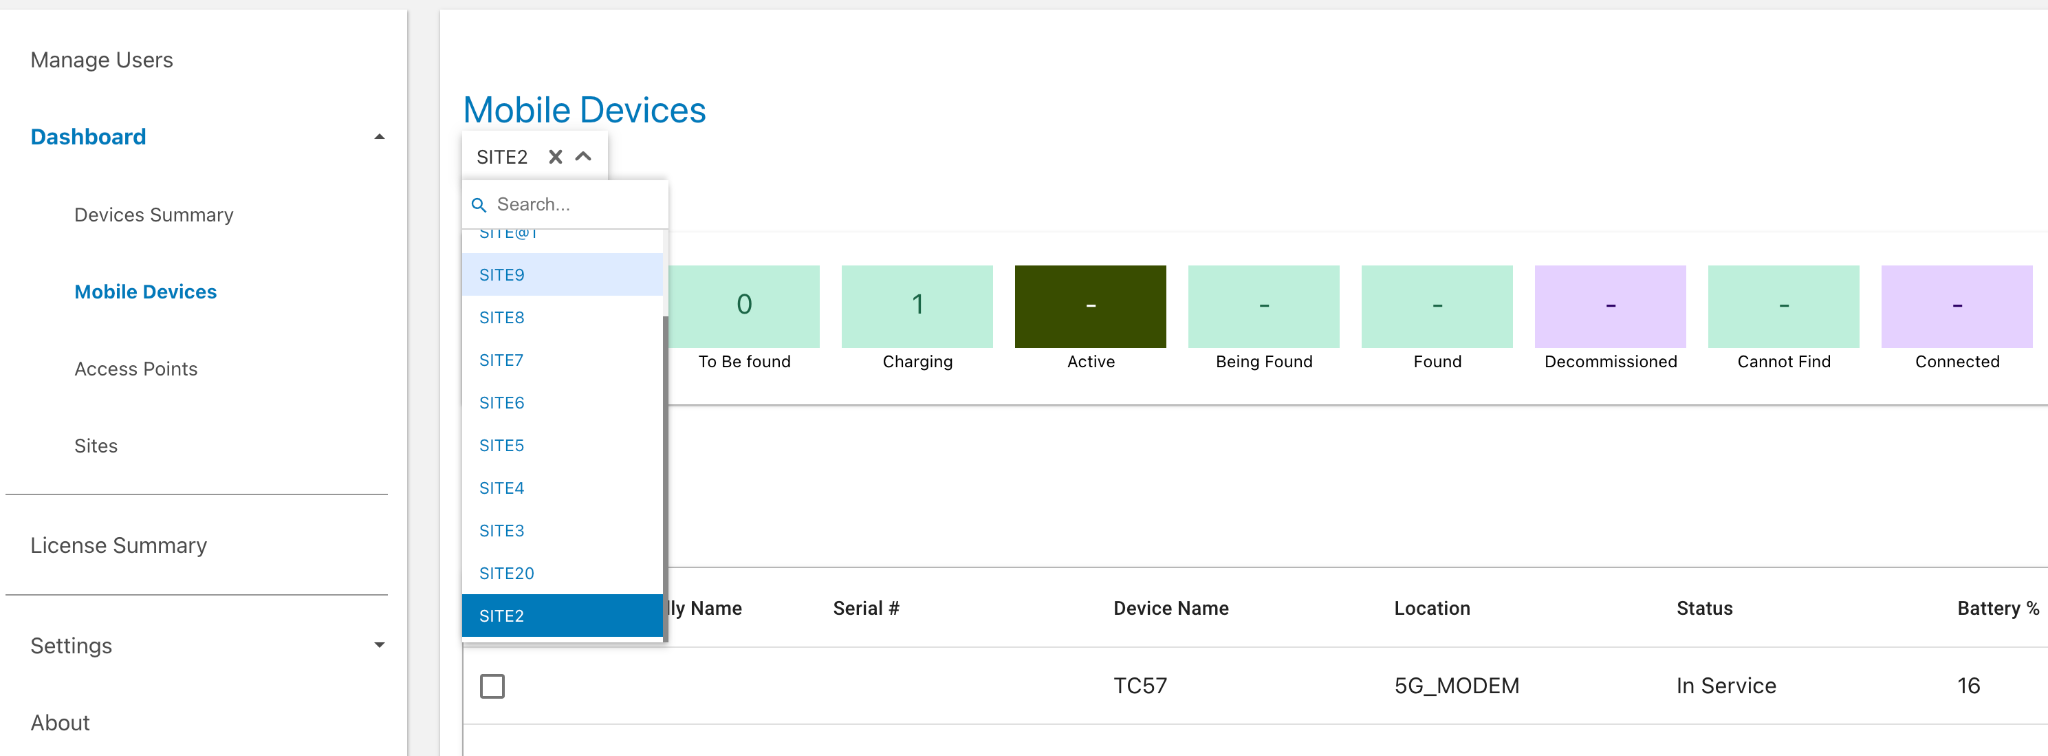 Manage Users
Dashboard
Devices Summary
Mobile Devices
Access Points
Sites
License Summary
Settings
About
Mobile Devices
SITE2
Search...
SITE@1
SITE9
SITE8
SITE7
SITE6
SITE5
SITE4
SITE3
SITE20
SITE2
0 1 - - - - - -
To Be found Charging Active Being Found Found Decommissioned Cannot Find Connected
lly Name Serial # Device Name Location Status Battery %
TC57 5G_MODEM In Service 16